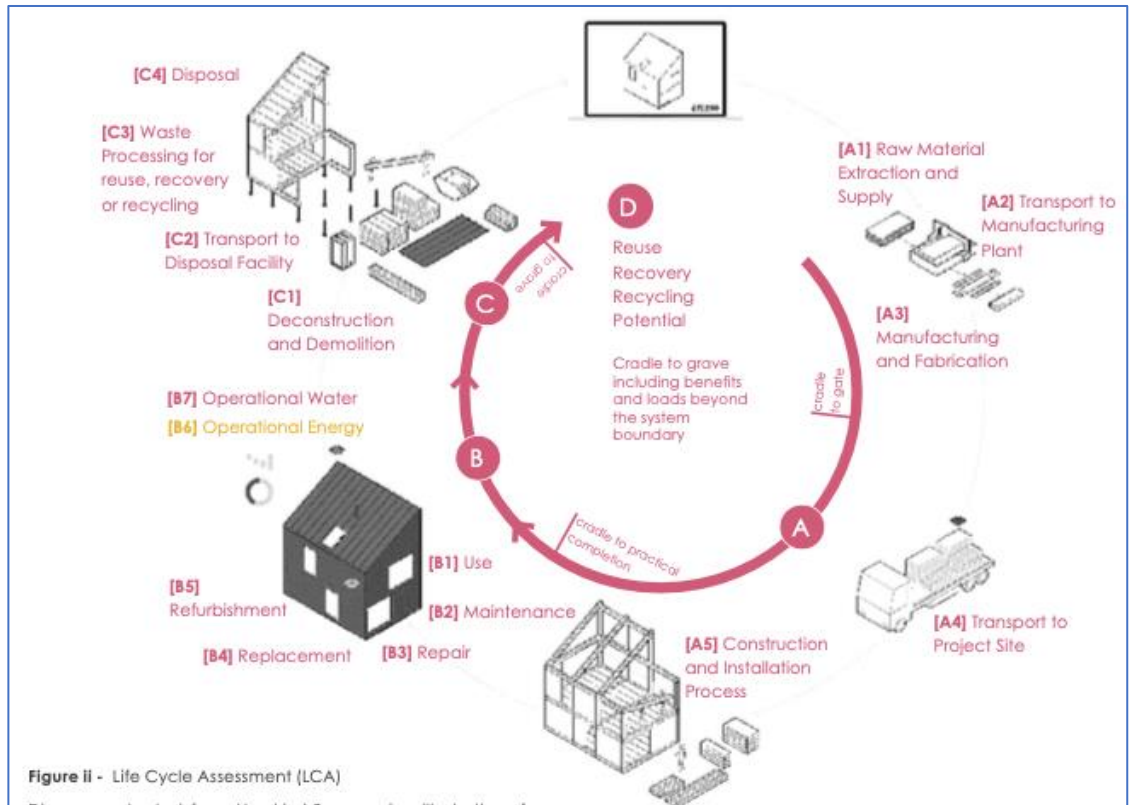 [C4] Disposal
[C3] Waste
Processing for
reuse, recovery
or recycling
[C2] Transport to
Disposal Facility
[C1]
Deconstruction
and Demolition
[A1] Raw Material
Extraction and
Supply
[A2] Transport to
Manufacturing
Plant
[A3]
Manufacturing
and Fabrication
D
Reuse
Recovery
Recycling
Potential
Cradle to grave
including benefits
and loads beyond
the system
boundary
cradle
to grave
C
cradle
to gate
[B7] Operational Water
[B6] Operational Energy
B
A
cradle to practical
completion
[B1] Use
[B5]
Refurbishment
[B2] Maintenance
[B4] Replacement
[B3] Repair
[A4] Transport to
Project Site
[A5] Construction
and Installation
Process
Figure ii - Life Cycle Assessment (LCA)